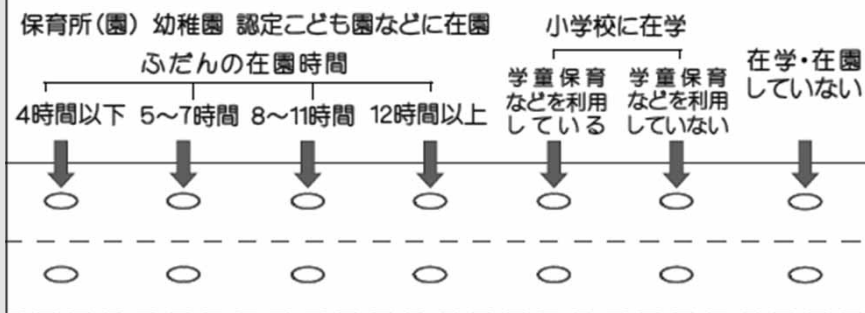 保育所(園) 幼稚園 認定こども園などに在園
ふだんの在園時間
4時間以下 5～7時間 8～11時間 12時間以上
小学校に在学
学童保育
などを利用
している
学童保育
などを利用
していない
在学・在園
していない